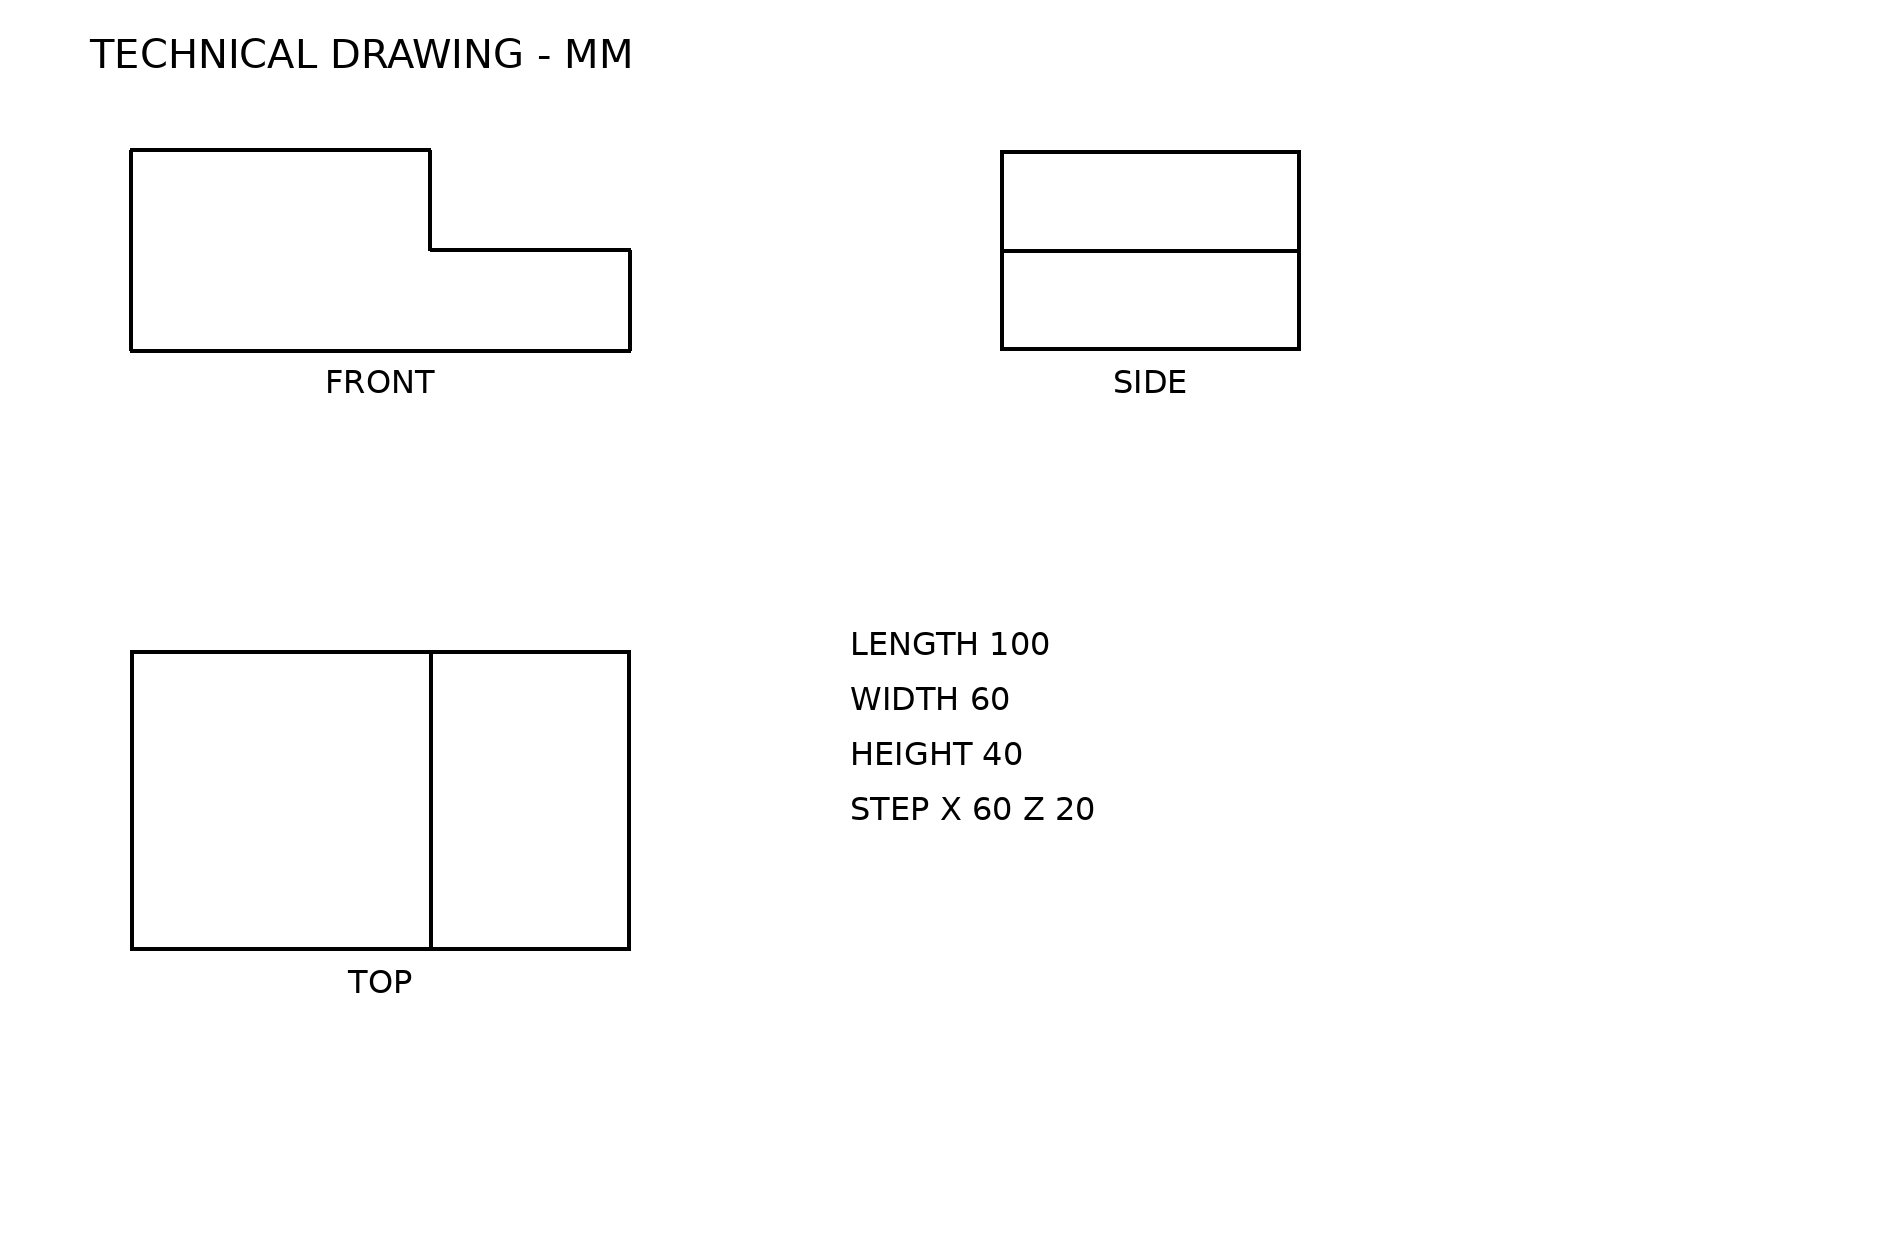 TECHNICAL DRAWING - MM
FRONT
SIDE
LENGTH 100
WIDTH 60
HEIGHT 40
STEP X 60 Z 20
TOP